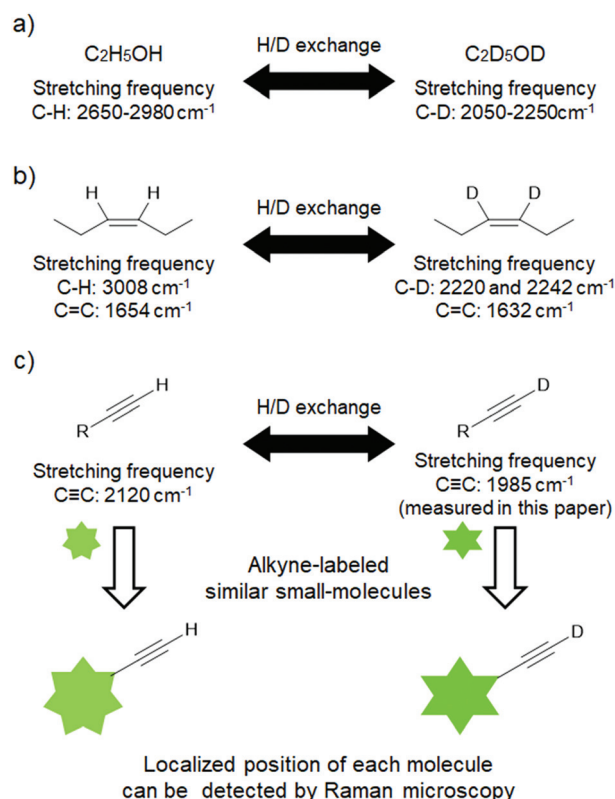 a)
C2H5OH
H/D exchange
C2D5OD
Stretching frequency
C-H: 2650-2980 cm-1
Stretching frequency
C-D: 2050-2250cm-1
b)
H H
H/D exchange
D D
Stretching frequency
C-H: 3008 cm-1
C=C: 1654 cm-1
Stretching frequency
C-D: 2220 and 2242 cm-1
C=C: 1632 cm-1
c)
H
R
H/D exchange
D
R
Stretching frequency
C≡C: 2120 cm-1
Stretching frequency
C≡C: 1985 cm-1
(measured in this paper)
Alkyne-labeled
similar small-molecules
H
D
Localized position of each molecule
can be detected by Raman microscopy